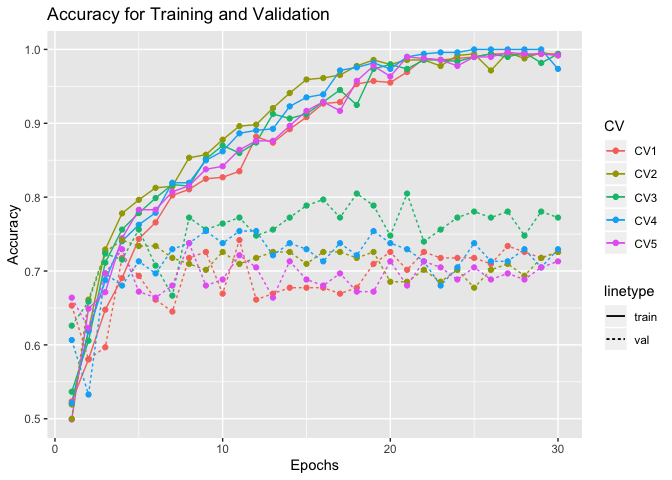 Accuracy for Training and Validation
1.0
0.9
0.8
0.7
0.6
0.5
Accuracy
0
10
20
30
Epochs
CV
CV1
CV2
CV3
CV4
CV5
linetype
train
val